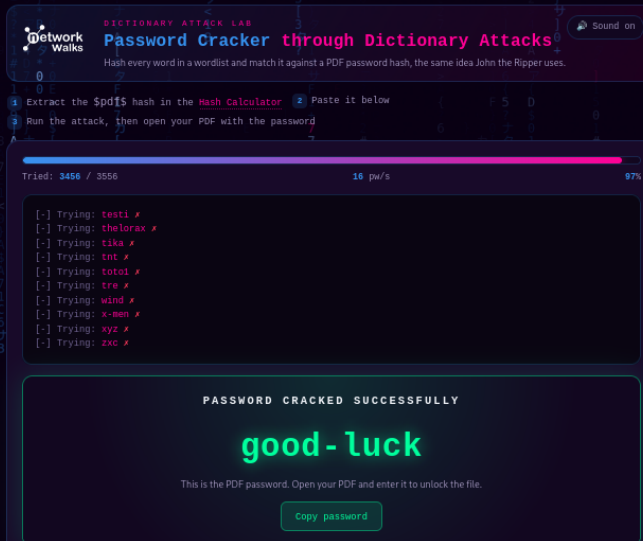 network
Walks
DICTIONARY ATTACK LAB
Password Cracker through Dictionary Attacks
Hash every word in a wordlist and match it against a PDF password hash, the same idea John the Ripper uses.
🔊 Sound on
1 Extract the $pdf$ hash in the Hash Calculator 2 Paste it below
3 Run the attack, then open your PDF with the password
Tried: 3456 / 3556 16 pw/s 97%
[-] Trying: test1 ✗
[-] Trying: thelorax ✗
[-] Trying: tika ✗
[-] Trying: tnt ✗
[-] Trying: toto1 ✗
[-] Trying: tre ✗
[-] Trying: wind ✗
[-] Trying: x-men ✗
[-] Trying: xyz ✗
[-] Trying: zxc ✗
PASSWORD CRACKED SUCCESSFULLY
good-luck
This is the PDF password. Open your PDF and enter it to unlock the file.
Copy password